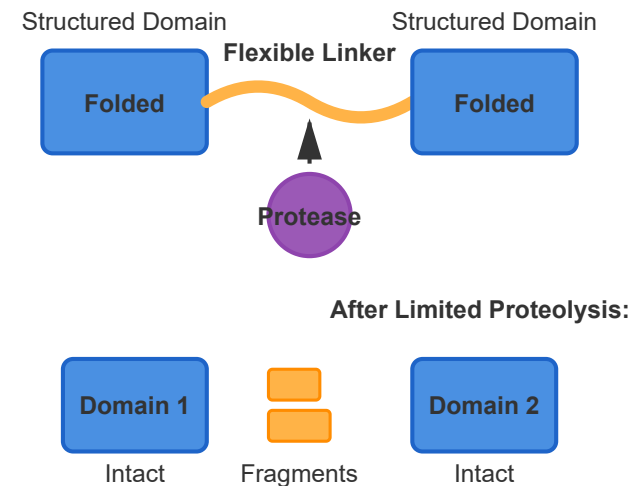 Structured Domain
Structured Domain
Flexible Linker
Folded
Folded
Protease
After Limited Proteolysis:
Domain 1
Domain 2
Intact
Fragments
Intact